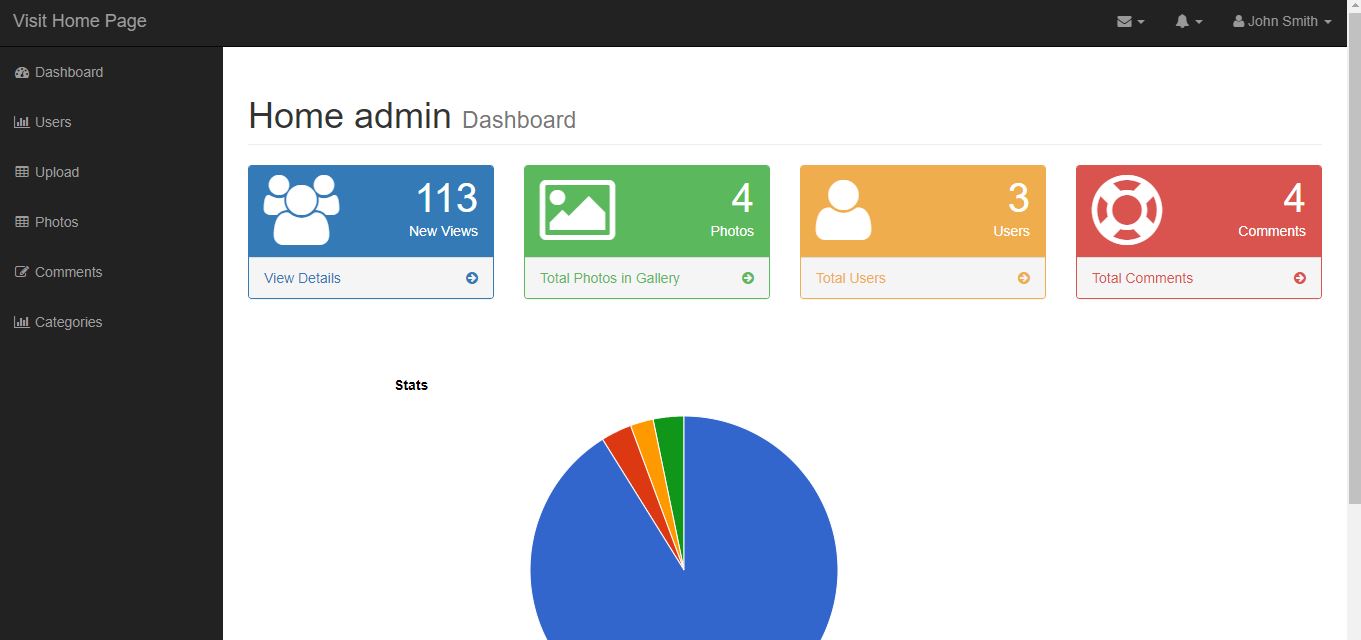 Visit Home Page
John Smith
Dashboard
Users
Upload
Photos
Comments
Categories
Home admin Dashboard
113
New Views
View Details
4
Photos
Total Photos in Gallery
3
Users
Total Users
4
Comments
Total Comments
Stats